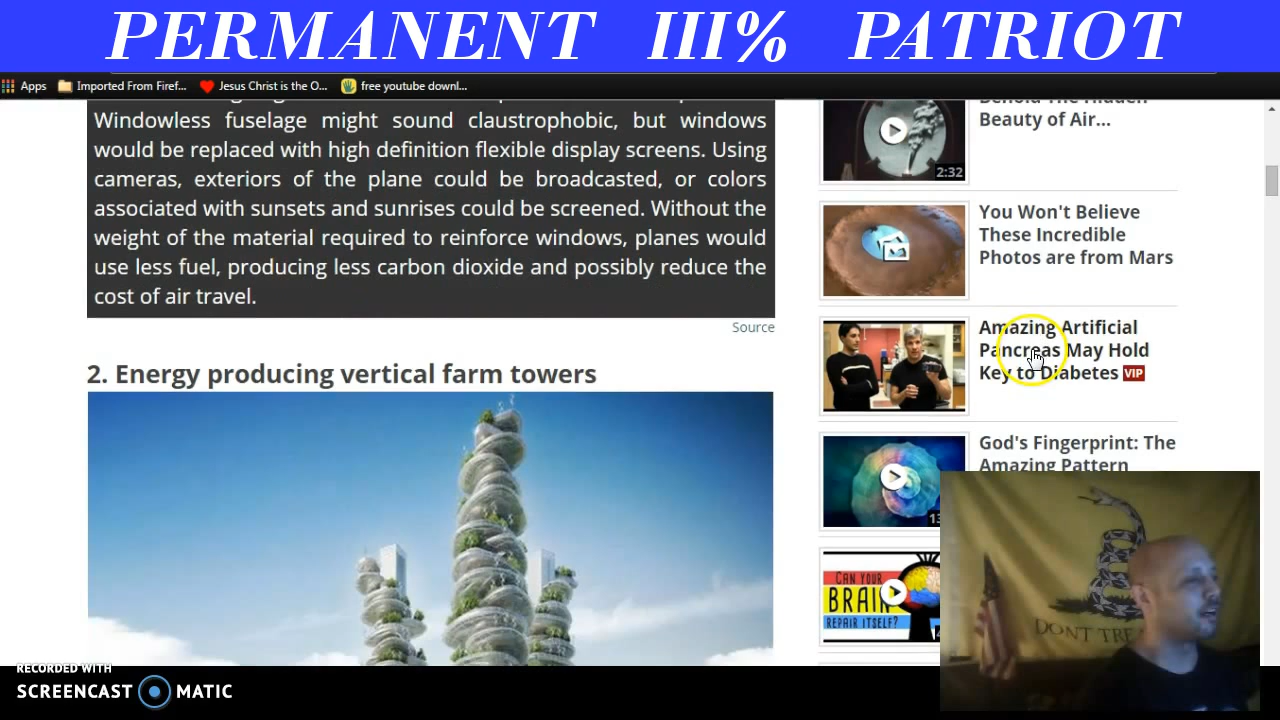 PERMANENT III% PATRIOT
Apps
Imported From Firef...
Jesus Christ is the O...
free youtube downl...
Windowless fuselage might sound claustrophobic, but windows
would be replaced with high definition flexible display screens. Using
cameras, exteriors of the plane could be broadcasted, or colors
associated with sunsets and sunrises could be screened. Without the
weight of the material required to reinforce windows, planes would
use less fuel, producing less carbon dioxide and possibly reduce the
cost of air travel.
Source
2. Energy producing vertical farm towers
Behold The Hidden
Beauty of Air...
2:32
You Won't Believe
These Incredible
Photos are from Mars
Amazing Artificial
Pancreas May Hold
Key to Diabetes VIP
God's Fingerprint: The
Amazing Pattern
CAN YOUR
BRAIN
REPAIR ITSELF?
DONT TRE
RECORDED WITH
SCREENCAST MATIC